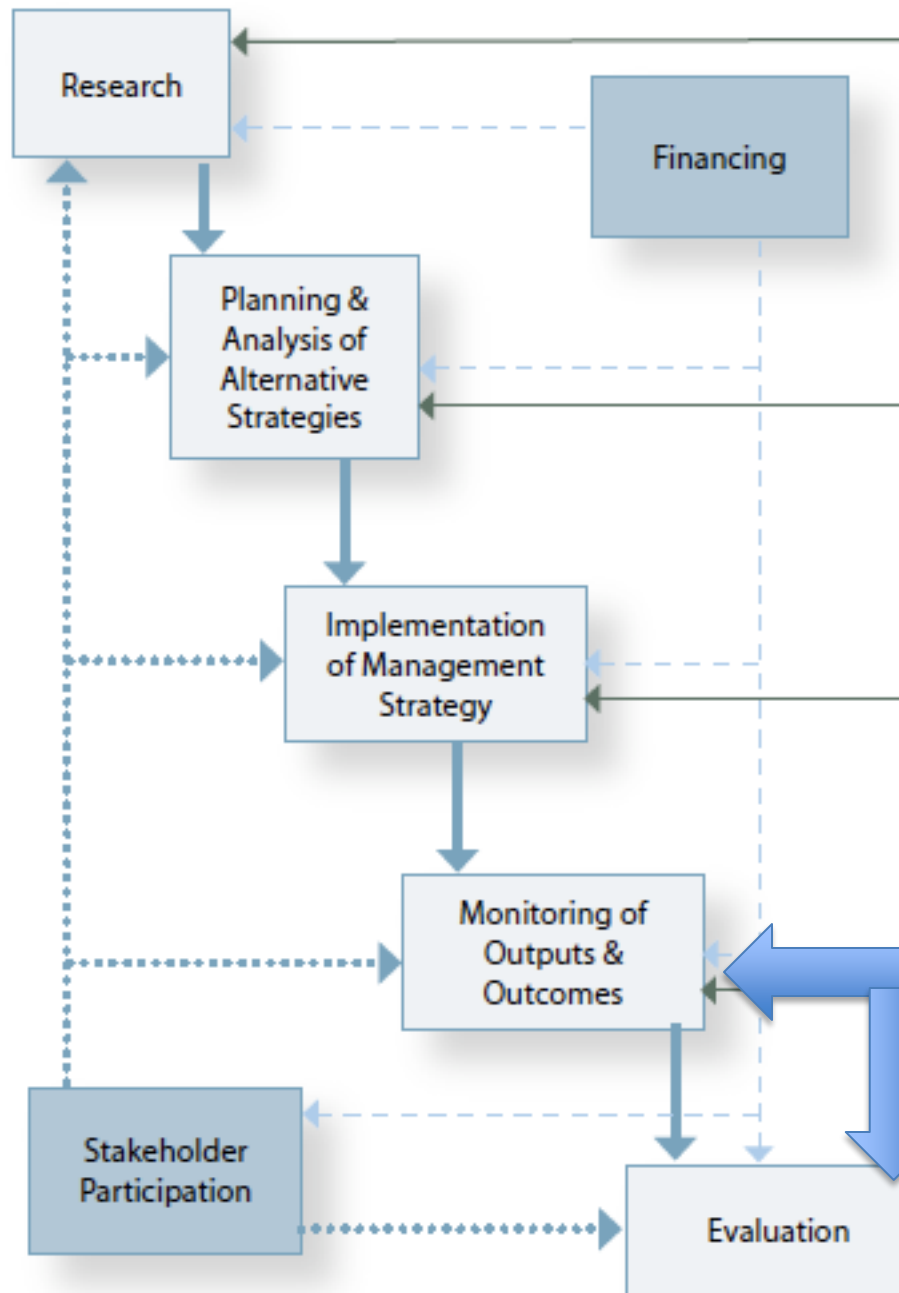 Research
Financing
Planning &
Analysis of
Alternative
Strategies
Implementation
of Management
Strategy
Monitoring of
Outputs &
Outcomes
Stakeholder
Participation
Evaluation